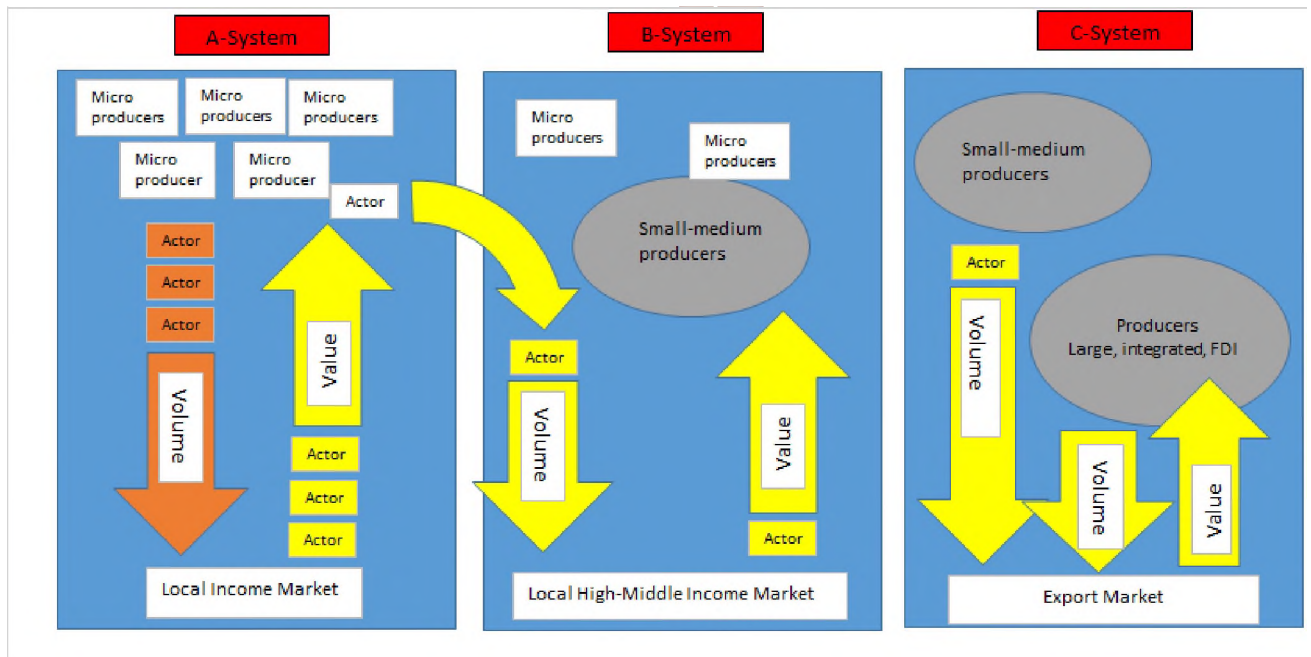 A-System
B-System
C-System
Micro
producers
Micro
producers
Micro
producers
Micro
producer
Micro
producer
Actor
Actor
Actor
Actor
Volume
Value
Actor
Actor
Actor
Local Income Market
Micro
producers
Micro
producers
Small-medium
producers
Actor
Volume
Value
Actor
Local High-Middle Income Market
Small-medium
producers
Actor
Volume
Producers
Large, integrated, FDI
Volume
Value
Export Market